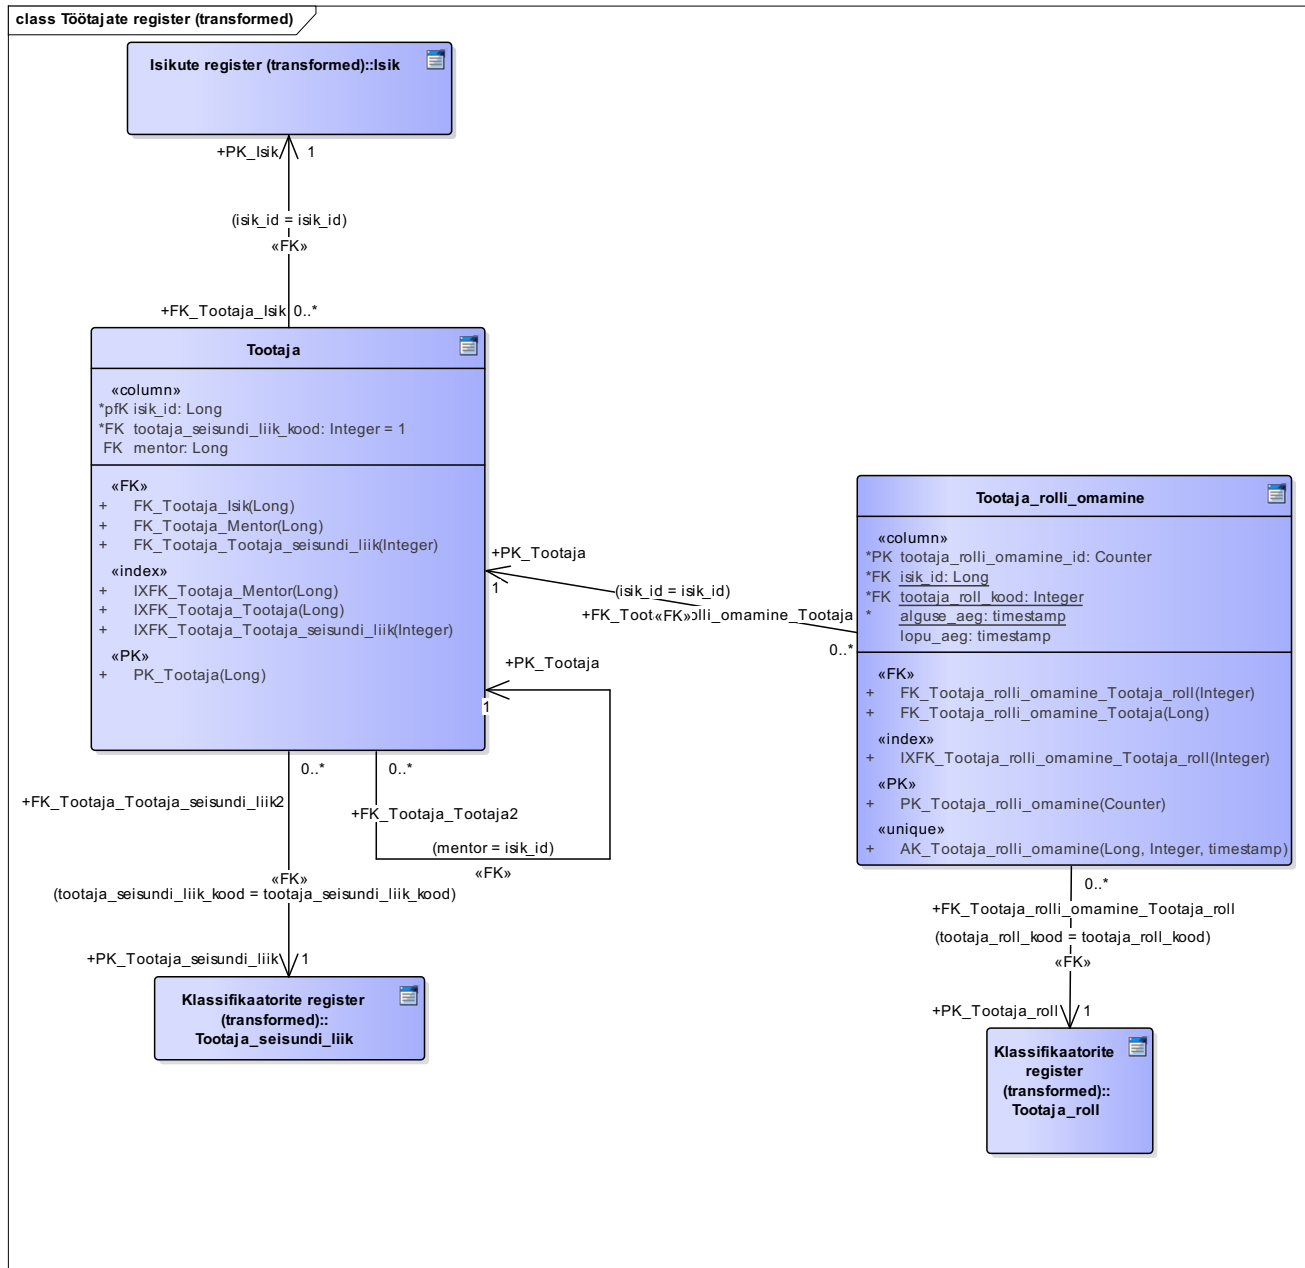 class Töötajate register (transformed)
Isikute register (transformed)::Isik
+PK_Isik 1
(isik_id = isik_id)
«FK»
+FK_Tootaja_Isik 0..*
Tootaja
«column»
*pfK isik_id: Long
*FK tootaja_seisundi_liik_kood: Integer = 1
FK mentor: Long
«FK»
+ FK_Tootaja_Isik(Long)
+ FK_Tootaja_Mentor(Long)
+ FK_Tootaja_Tootaja_seisundi_liik(Integer)
«index»
+ IXFK_Tootaja_Mentor(Long)
+ IXFK_Tootaja_Tootaja(Long)
+ IXFK_Tootaja_Tootaja_seisundi_liik(Integer)
«PK»
+ PK_Tootaja(Long)
+PK_Tootaja
1
(isik_id = isik_id)
+FK_Toot «FK» olli_omamine_Tootaja
0..*
Tootaja_rolli_omamine
«column»
*PK tootaja_rolli_omamine_id: Counter
*FK isik_id: Long
*FK tootaja_roll_kood: Integer
* alguse_aeg: timestamp
lopu_aeg: timestamp
«FK»
+ FK_Tootaja_rolli_omamine_Tootaja_roll(Integer)
+ FK_Tootaja_rolli_omamine_Tootaja(Long)
«index»
+ IXFK_Tootaja_rolli_omamine_Tootaja_roll(Integer)
«PK»
+ PK_Tootaja_rolli_omamine(Counter)
«unique»
+ AK_Tootaja_rolli_omamine(Long, Integer, timestamp)
+PK_Tootaja
1
0..* 0..*
+FK_Tootaja_Tootaja_seisundi_liik2
+FK_Tootaja_Tootaja2
(mentor = isik_id)
«FK»
«FK»
(tootaja_seisundi_liik_kood = tootaja_seisundi_liik_kood)
+PK_Tootaja_seisundi_liik 1
Klassifikaatorite register
(transformed)::
Tootaja_seisundi_liik
0..*
+FK_Tootaja_rolli_omamine_Tootaja_roll
(tootaja_roll_kood = tootaja_roll_kood)
«FK»
+PK_Tootaja_roll 1
Klassifikaatorite
register
(transformed)::
Tootaja_roll